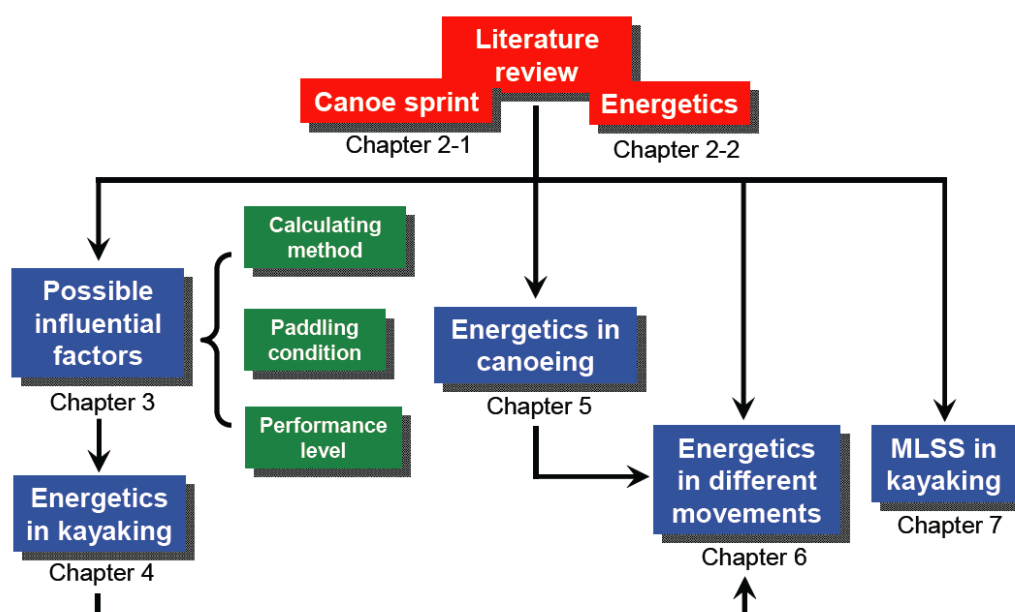 Literature
review
Canoe sprint
Energetics
Chapter 2-1
Chapter 2-2
Calculating
method
Possible
influential
factors
Chapter 3
Paddling
condition
Performance
level
Energetics in
canoeing
Chapter 5
Energetics
in kayaking
Chapter 4
Energetics
in different
movements
Chapter 6
MLSS in
kayaking
Chapter 7